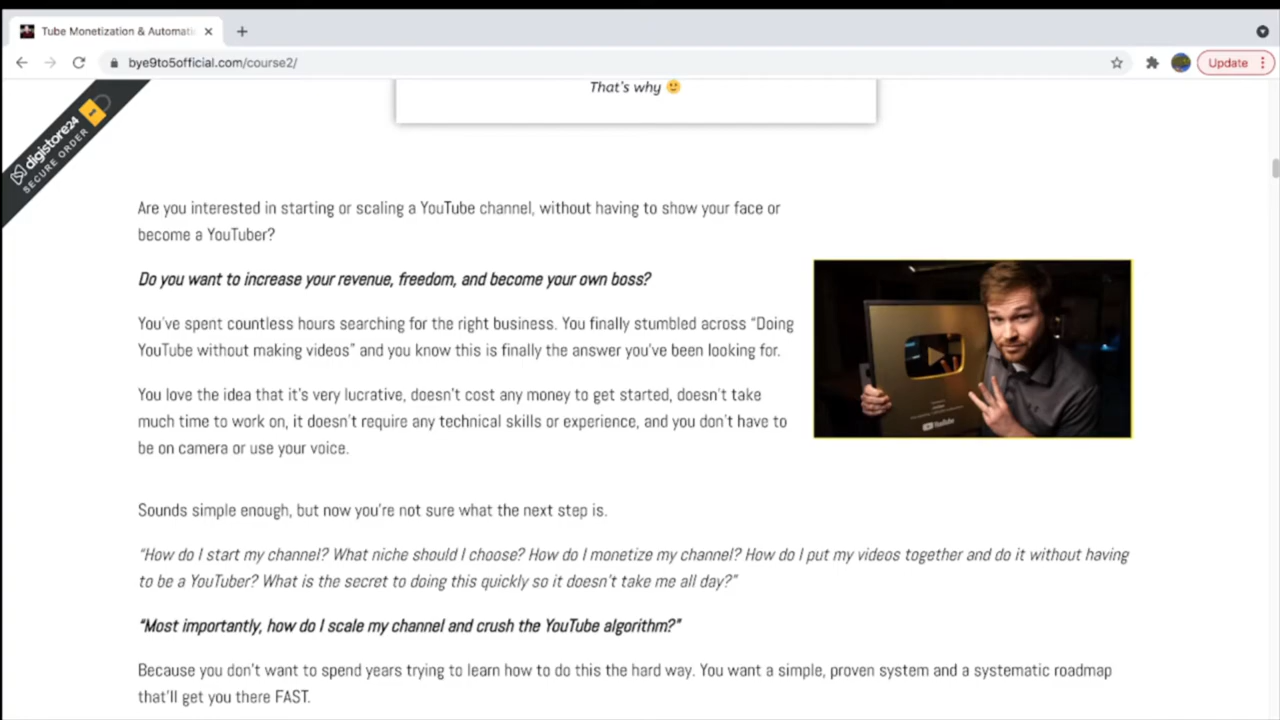 Tube Monetization & Automati
bye9to5official.com/course2/
Update
digistore24
SECURE ORDER
That's why 🙂
Are you interested in starting or scaling a YouTube channel, without having to show your face or
become a YouTuber?
Do you want to increase your revenue, freedom, and become your own boss?
You've spent countless hours searching for the right business. You finally stumbled across “Doing
YouTube without making videos” and you know this is finally the answer you've been looking for.
You love the idea that it's very lucrative, doesn't cost any money to get started, doesn't take
much time to work on, it doesn't require any technical skills or experience, and you don't have to
be on camera or use your voice.
YouTube
Sounds simple enough, but now you're not sure what the next step is.
“How do I start my channel? What niche should I choose? How do I monetize my channel? How do I put my videos together and do it without having
to be a YouTuber? What is the secret to doing this quickly so it doesn't take me all day?”
“Most importantly, how do I scale my channel and crush the YouTube algorithm?”
Because you don't want to spend years trying to learn how to do this the hard way. You want a simple, proven system and a systematic roadmap
that'll get you there FAST.